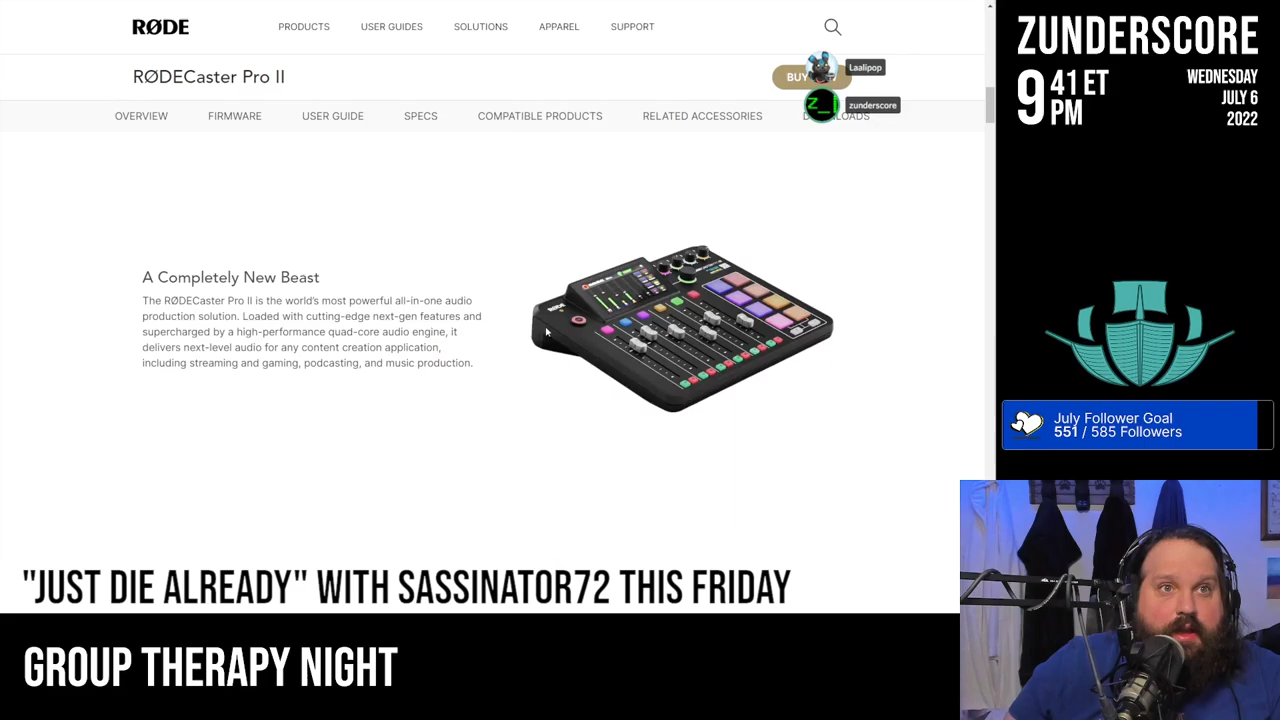 RØDE
PRODUCTS
USER GUIDES
SOLUTIONS
APPAREL
SUPPORT
RØDECaster Pro II
BUY
Laalipop
zunderscore
OVERVIEW
FIRMWARE
USER GUIDE
SPECS
COMPATIBLE PRODUCTS
RELATED ACCESSORIES
A Completely New Beast
The RØDECaster Pro II is the world's most powerful all-in-one audio
production solution. Loaded with cutting-edge next-gen features and
supercharged by a high-performance quad-core audio engine, it
delivers next-level audio for any content creation application,
including streaming and gaming, podcasting, and music production.
ZUNDERSCORE
9 41 ET
PM
WEDNESDAY
JULY 6
2022
July Follower Goal
551 / 585 Followers
"JUST DIE ALREADY" WITH SASSINATOR72 THIS FRIDAY
GROUP THERAPY NIGHT